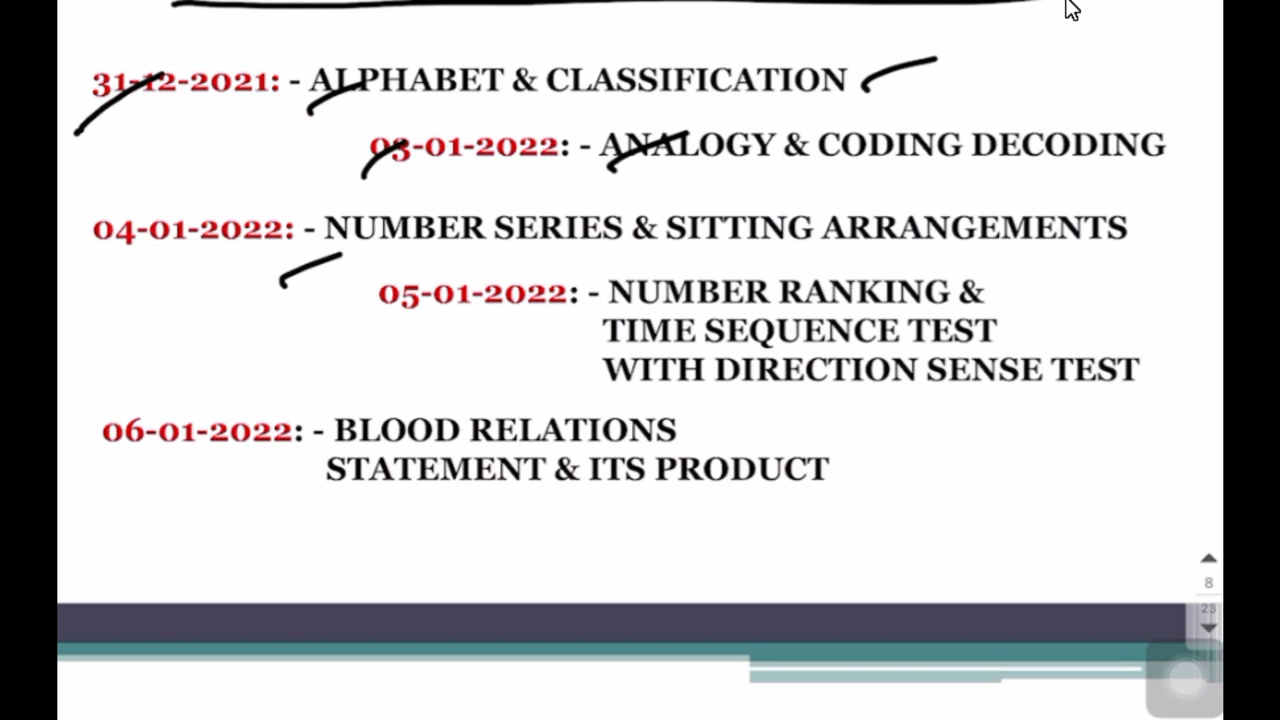 31-12-2021: - ALPHABET & CLASSIFICATION
03-01-2022: - ANALOGY & CODING DECODING
04-01-2022: - NUMBER SERIES & SITTING ARRANGEMENTS
05-01-2022: - NUMBER RANKING &
TIME SEQUENCE TEST
WITH DIRECTION SENSE TEST
06-01-2022: - BLOOD RELATIONS
STATEMENT & ITS PRODUCT
8
23